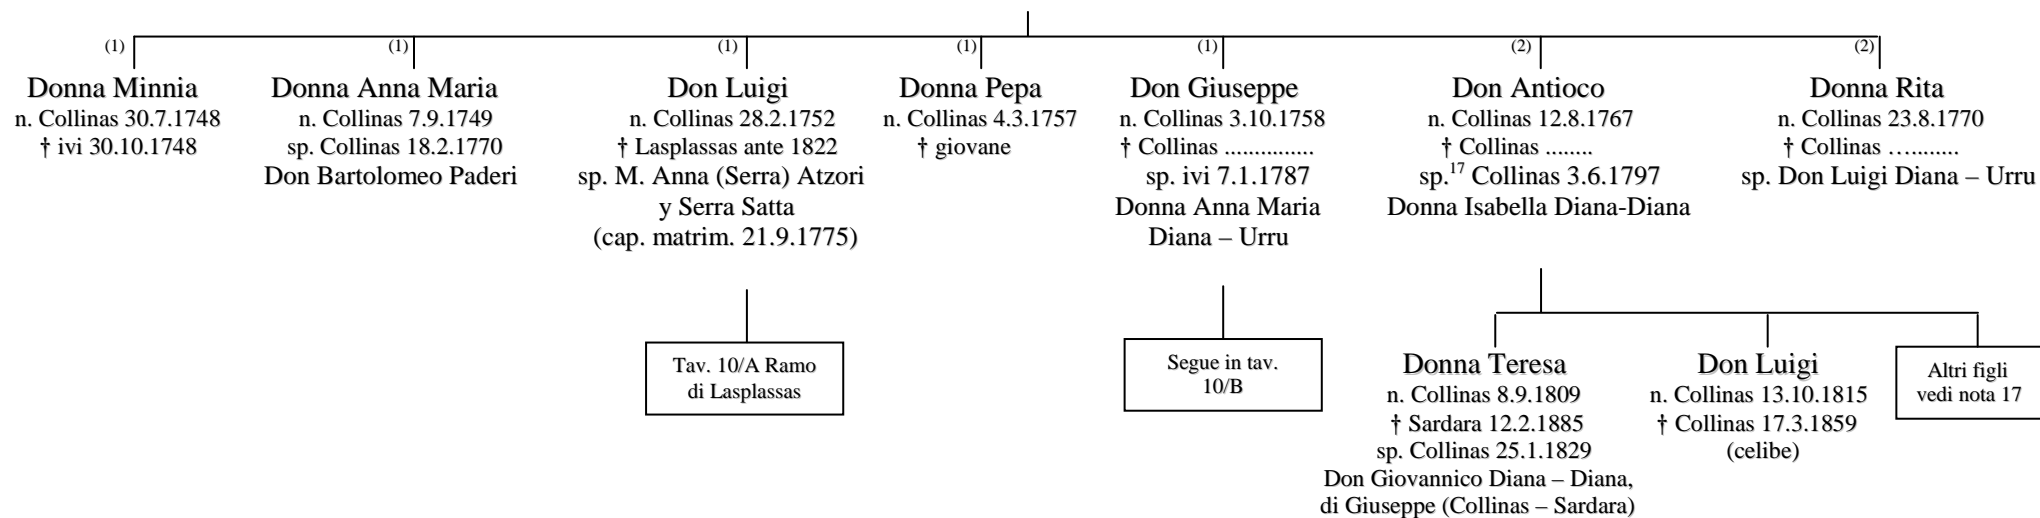 (1)
Donna Minnia
n. Collinas 30.7.1748
† ivi 30.10.1748
(1)
Donna Anna Maria
n. Collinas 7.9.1749
sp. Collinas 18.2.1770
Don Bartolomeo Paderi
(1)
Don Luigi
n. Collinas 28.2.1752
† Lasplassas ante 1822
sp. M. Anna (Serra) Atzori
y Serra Satta
(cap. matrim. 21.9.1775)
Tav. 10/A Ramo
di Lasplassas
(1)
Donna Pepa
n. Collinas 4.3.1757
† giovane
(1)
Don Giuseppe
n. Collinas 3.10.1758
† Collinas ...............
sp. ivi 7.1.1787
Donna Anna Maria
Diana – Urru
Segue in tav.
10/B
(2)
Don Antioco
n. Collinas 12.8.1767
† Collinas ........
sp.17 Collinas 3.6.1797
Donna Isabella Diana-Diana
(2)
Donna Rita
n. Collinas 23.8.1770
† Collinas ….......
sp. Don Luigi Diana – Urru
Donna Teresa
n. Collinas 8.9.1809
† Sardara 12.2.1885
sp. Collinas 25.1.1829
Don Giovannico Diana – Diana,
di Giuseppe (Collinas – Sardara)
Don Luigi
n. Collinas 13.10.1815
† Collinas 17.3.1859
(celibe)
Altri figli
vedi nota 17